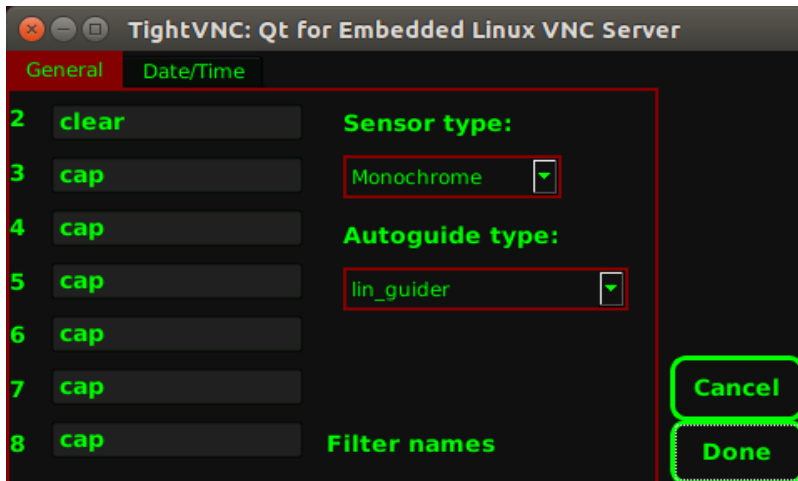 TightVNC: Qt for Embedded Linux VNC Server
General Date/Time
2 clear
Sensor type:
3 cap
Monochrome
4 cap
Autoguide type:
5 cap
lin_guider
6 cap
7 cap
Cancel
8 cap
Filter names
Done